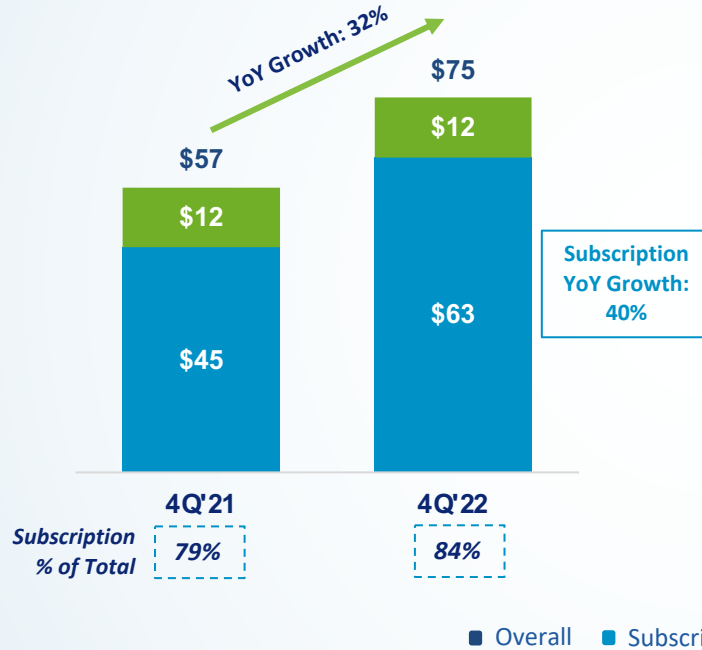 YoY Growth: 32%
$75
$57
$12
$12
$45
$63
Subscription
YoY Growth:
40%
4Q'21
4Q'22
Subscription
% of Total
79%
84%
Overall
Subscri